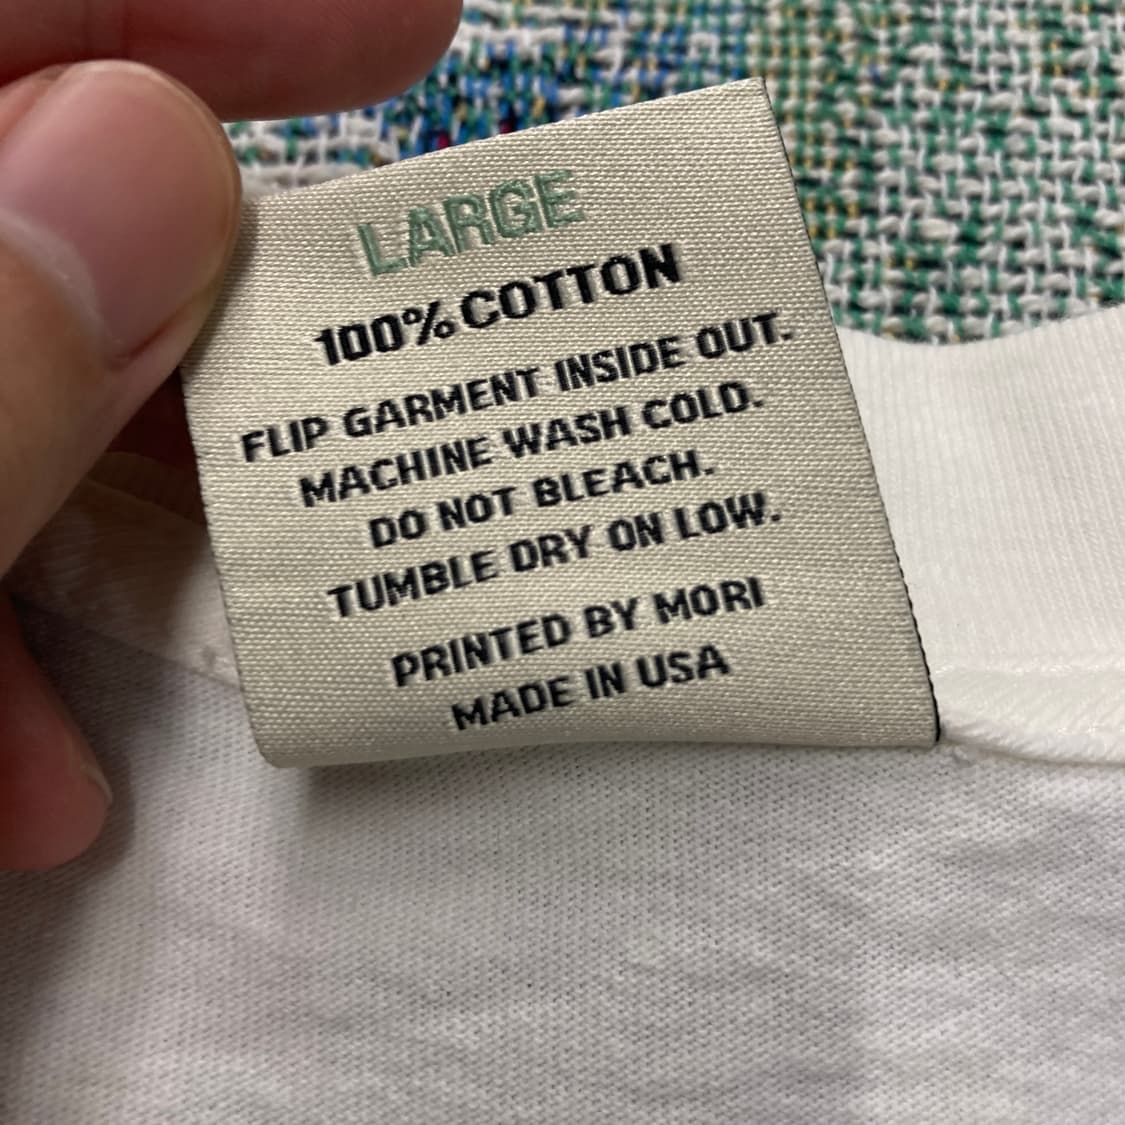 LARGE
100% COTTON
FLIP GARMENT INSIDE OUT.
MACHINE WASH COLD.
DO NOT BLEACH.
TUMBLE DRY ON LOW.
PRINTED BY MORI
MADE IN USA